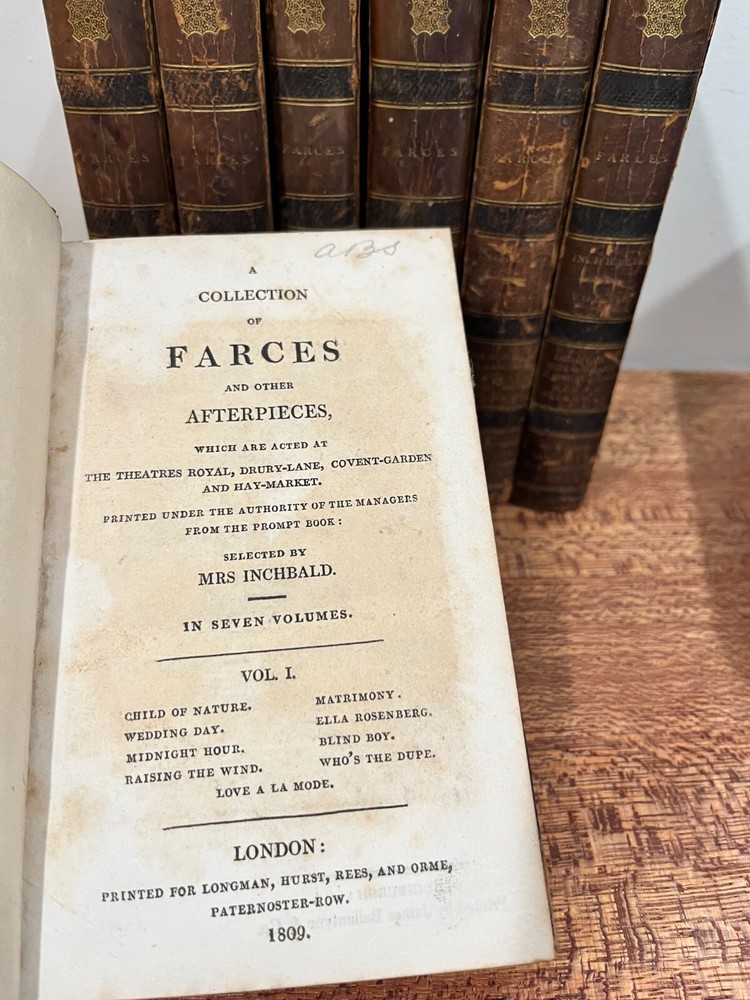 FARCES FARCES FARCES FARCES FARCES FARCES
aBs
A
COLLECTION
OF
FARCES
AND OTHER
AFTERPIECES,
WHICH ARE ACTED AT
THE THEATRES ROYAL, DRURY-LANE, COVENT-GARDEN
AND HAY-MARKET.
PRINTED UNDER THE AUTHORITY OF THE MANAGERS
FROM THE PROMPT BOOK:
SELECTED BY
MRS INCHBALD.
IN SEVEN VOLUMES.
VOL. I.
CHILD OF NATURE.
WEDDING DAY.
MIDNIGHT HOUR.
RAISING THE WIND.
MATRIMONY.
ELLA ROSENBERG.
BLIND BOY.
WHO'S THE DUPE.
LOVE A LA MODE.
LONDON:
PRINTED FOR LONGMAN, HURST, REES, AND ORME,
PATERNOSTER-ROW.
1809.